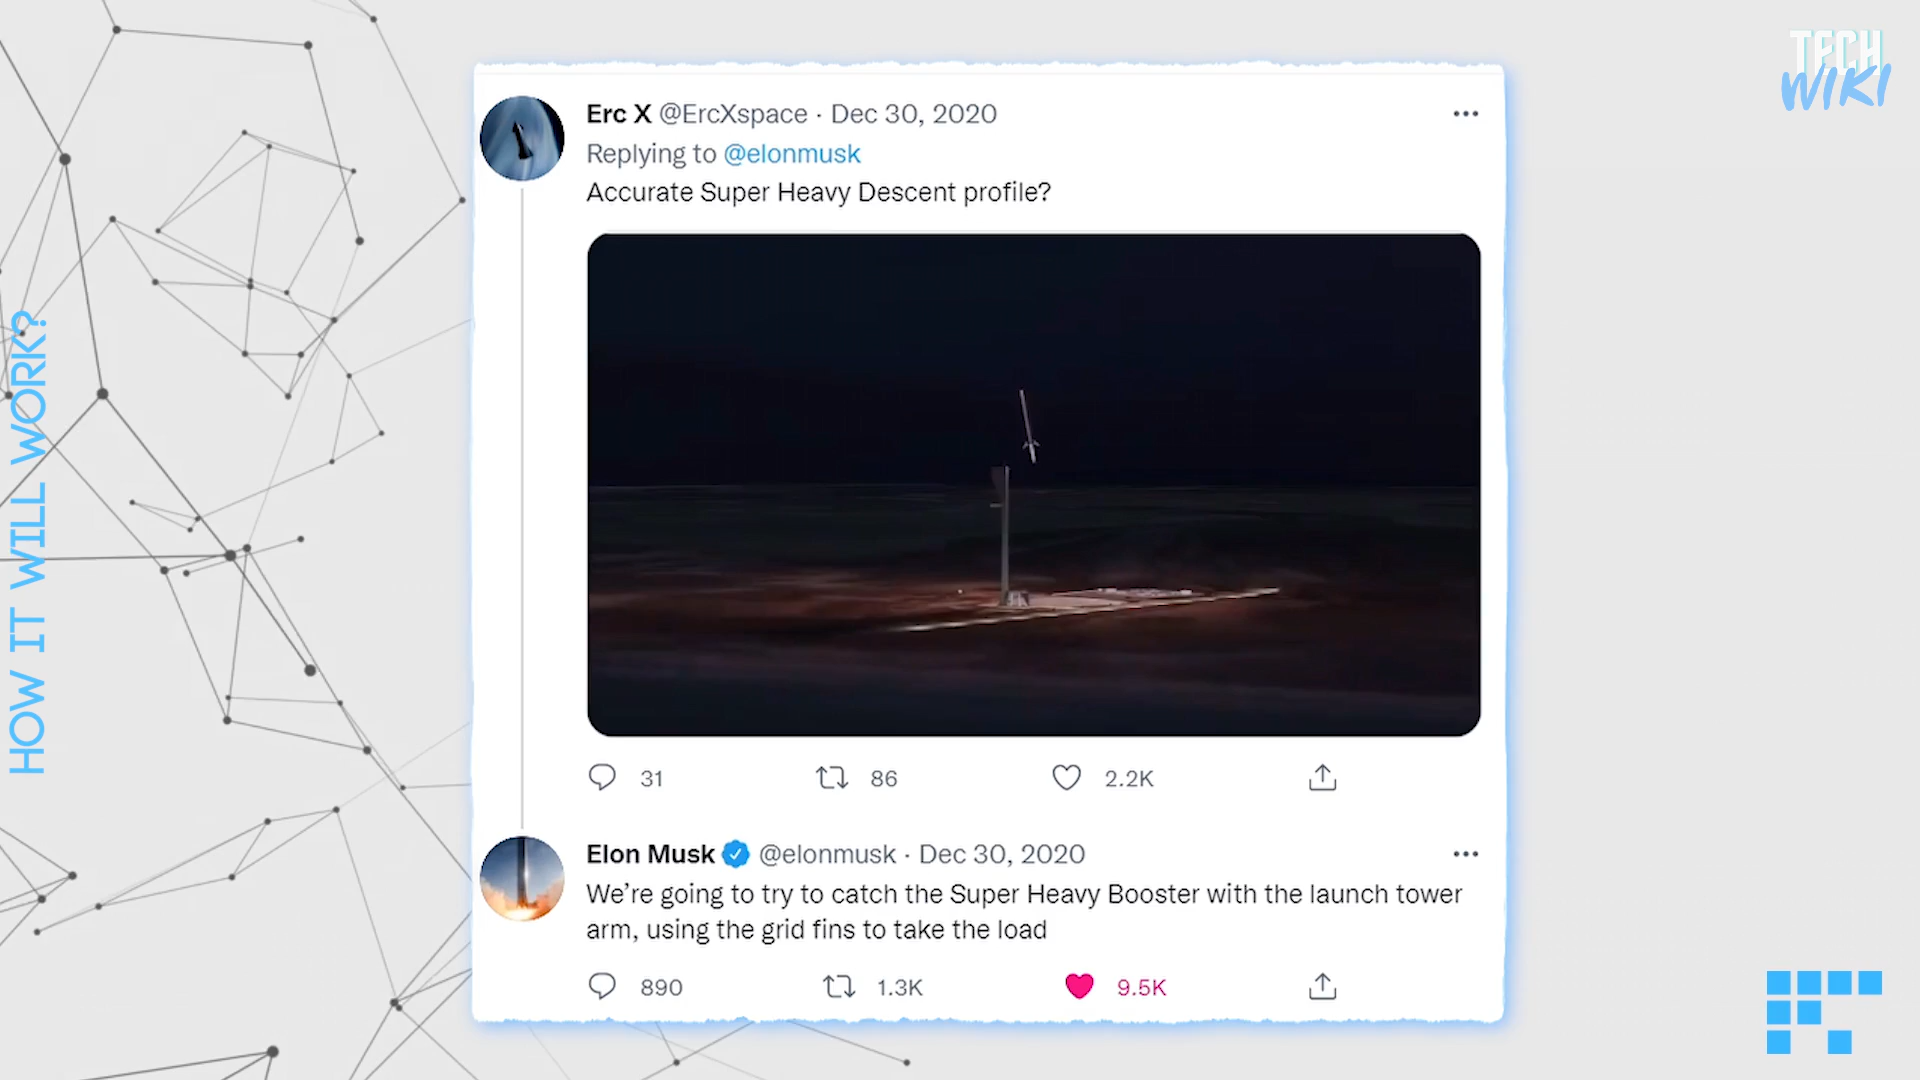 TECH
WIKI
HOW IT WILL WORK?
Erc X @ErcXspace · Dec 30, 2020
Replying to @elonmusk
Accurate Super Heavy Descent profile?
31 86 2.2K
Elon Musk @elonmusk · Dec 30, 2020
We’re going to try to catch the Super Heavy Booster with the launch tower
arm, using the grid fins to take the load
890 1.3K 9.5K